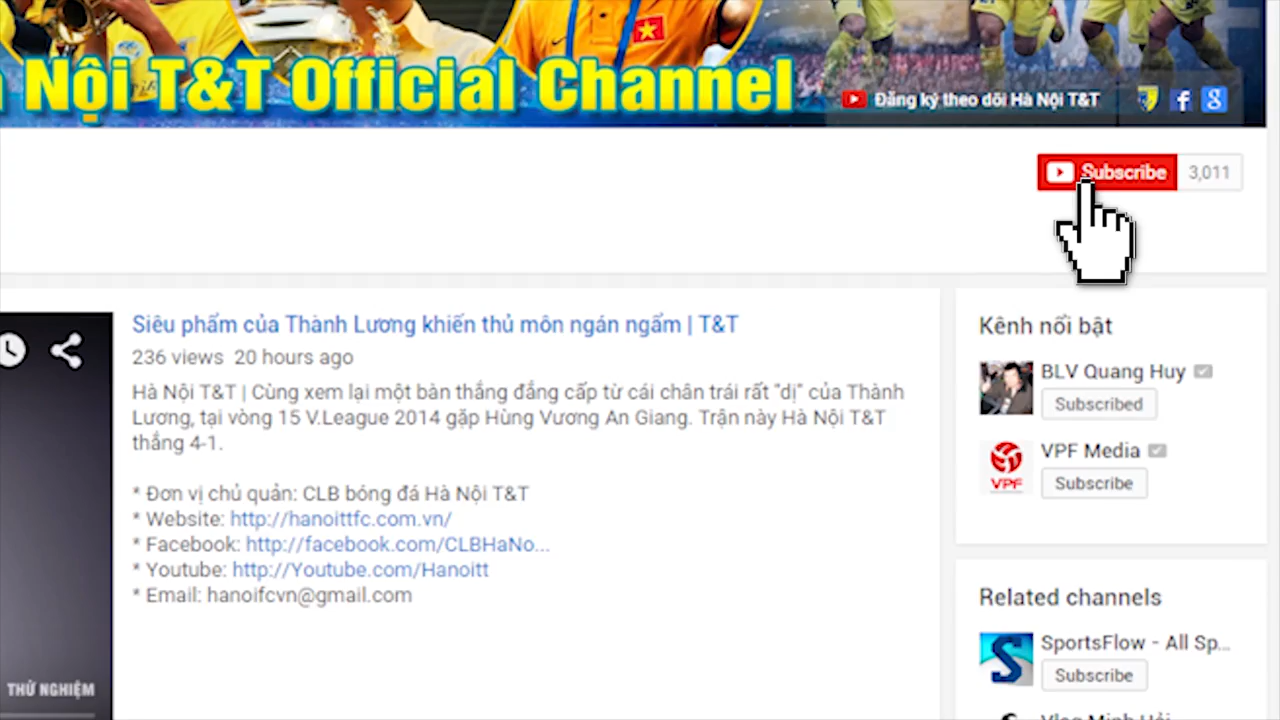 Nội T&T Official Channel
Đăng ký theo dõi Hà Nội T&T
Subscribe 3,011
Siêu phẩm của Thành Lương khiến thủ môn ngán ngẩm | T&T
236 views 20 hours ago
Hà Nội T&T | Cùng xem lại một bàn thắng đẳng cấp từ cái chân trái rất "dị" của Thành
Lương, tại vòng 15 V.League 2014 gặp Hùng Vương An Giang. Trận này Hà Nội T&T
thắng 4-1.
* Đơn vị chủ quản: CLB bóng đá Hà Nội T&T
* Website: http://hanoittfc.com.vn/
* Facebook: http://facebook.com/CLBHaNo...
* Youtube: http://Youtube.com/Hanoitt
* Email: hanoifcvn@gmail.com
THỬ NGHIỆM
Kênh nổi bật
BLV Quang Huy
Subscribed
VPF Media
VPF
Subscribe
Related channels
SportsFlow - All Sp...
Subscribe
Vlog Minh Hải